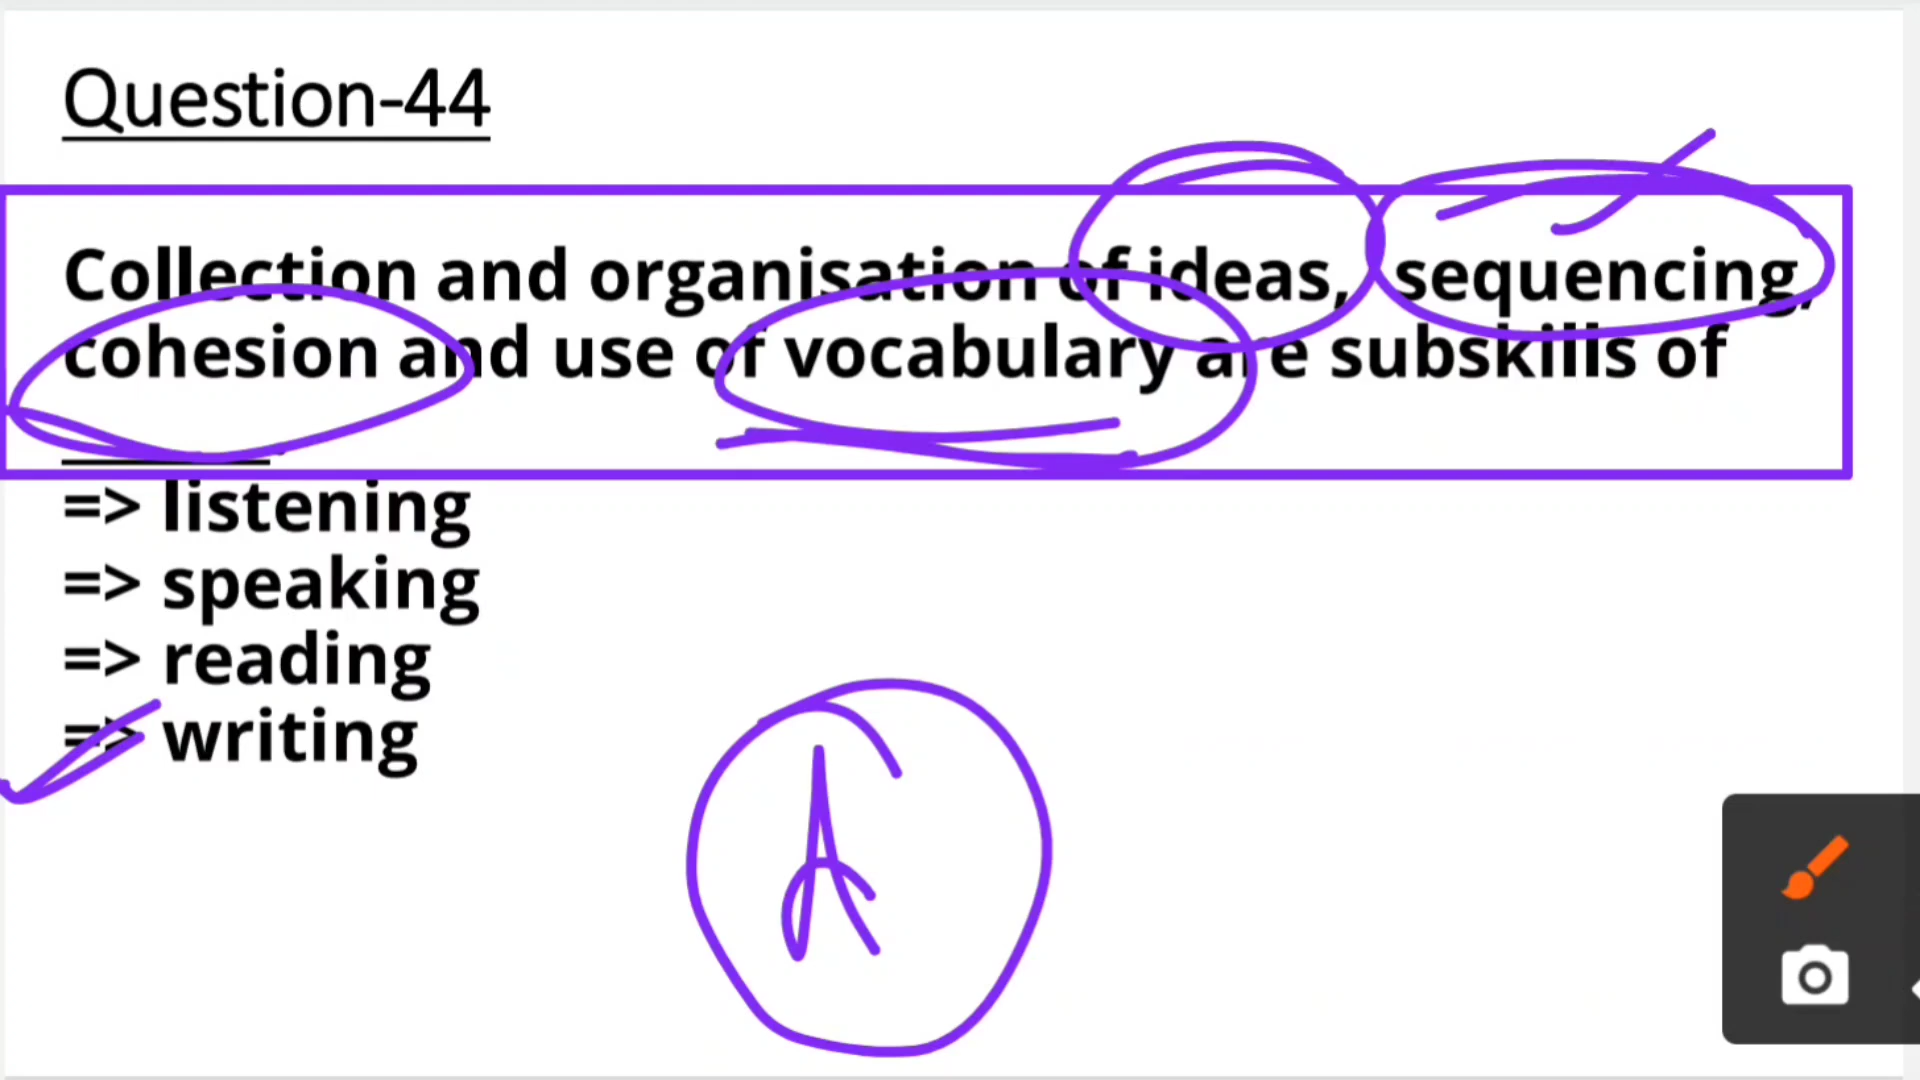 Question-44
Collection and organisation of ideas, sequencing,
cohesion and use of vocabulary are subskills of
______.
=> listening
=> speaking
=> reading
=> writing
A